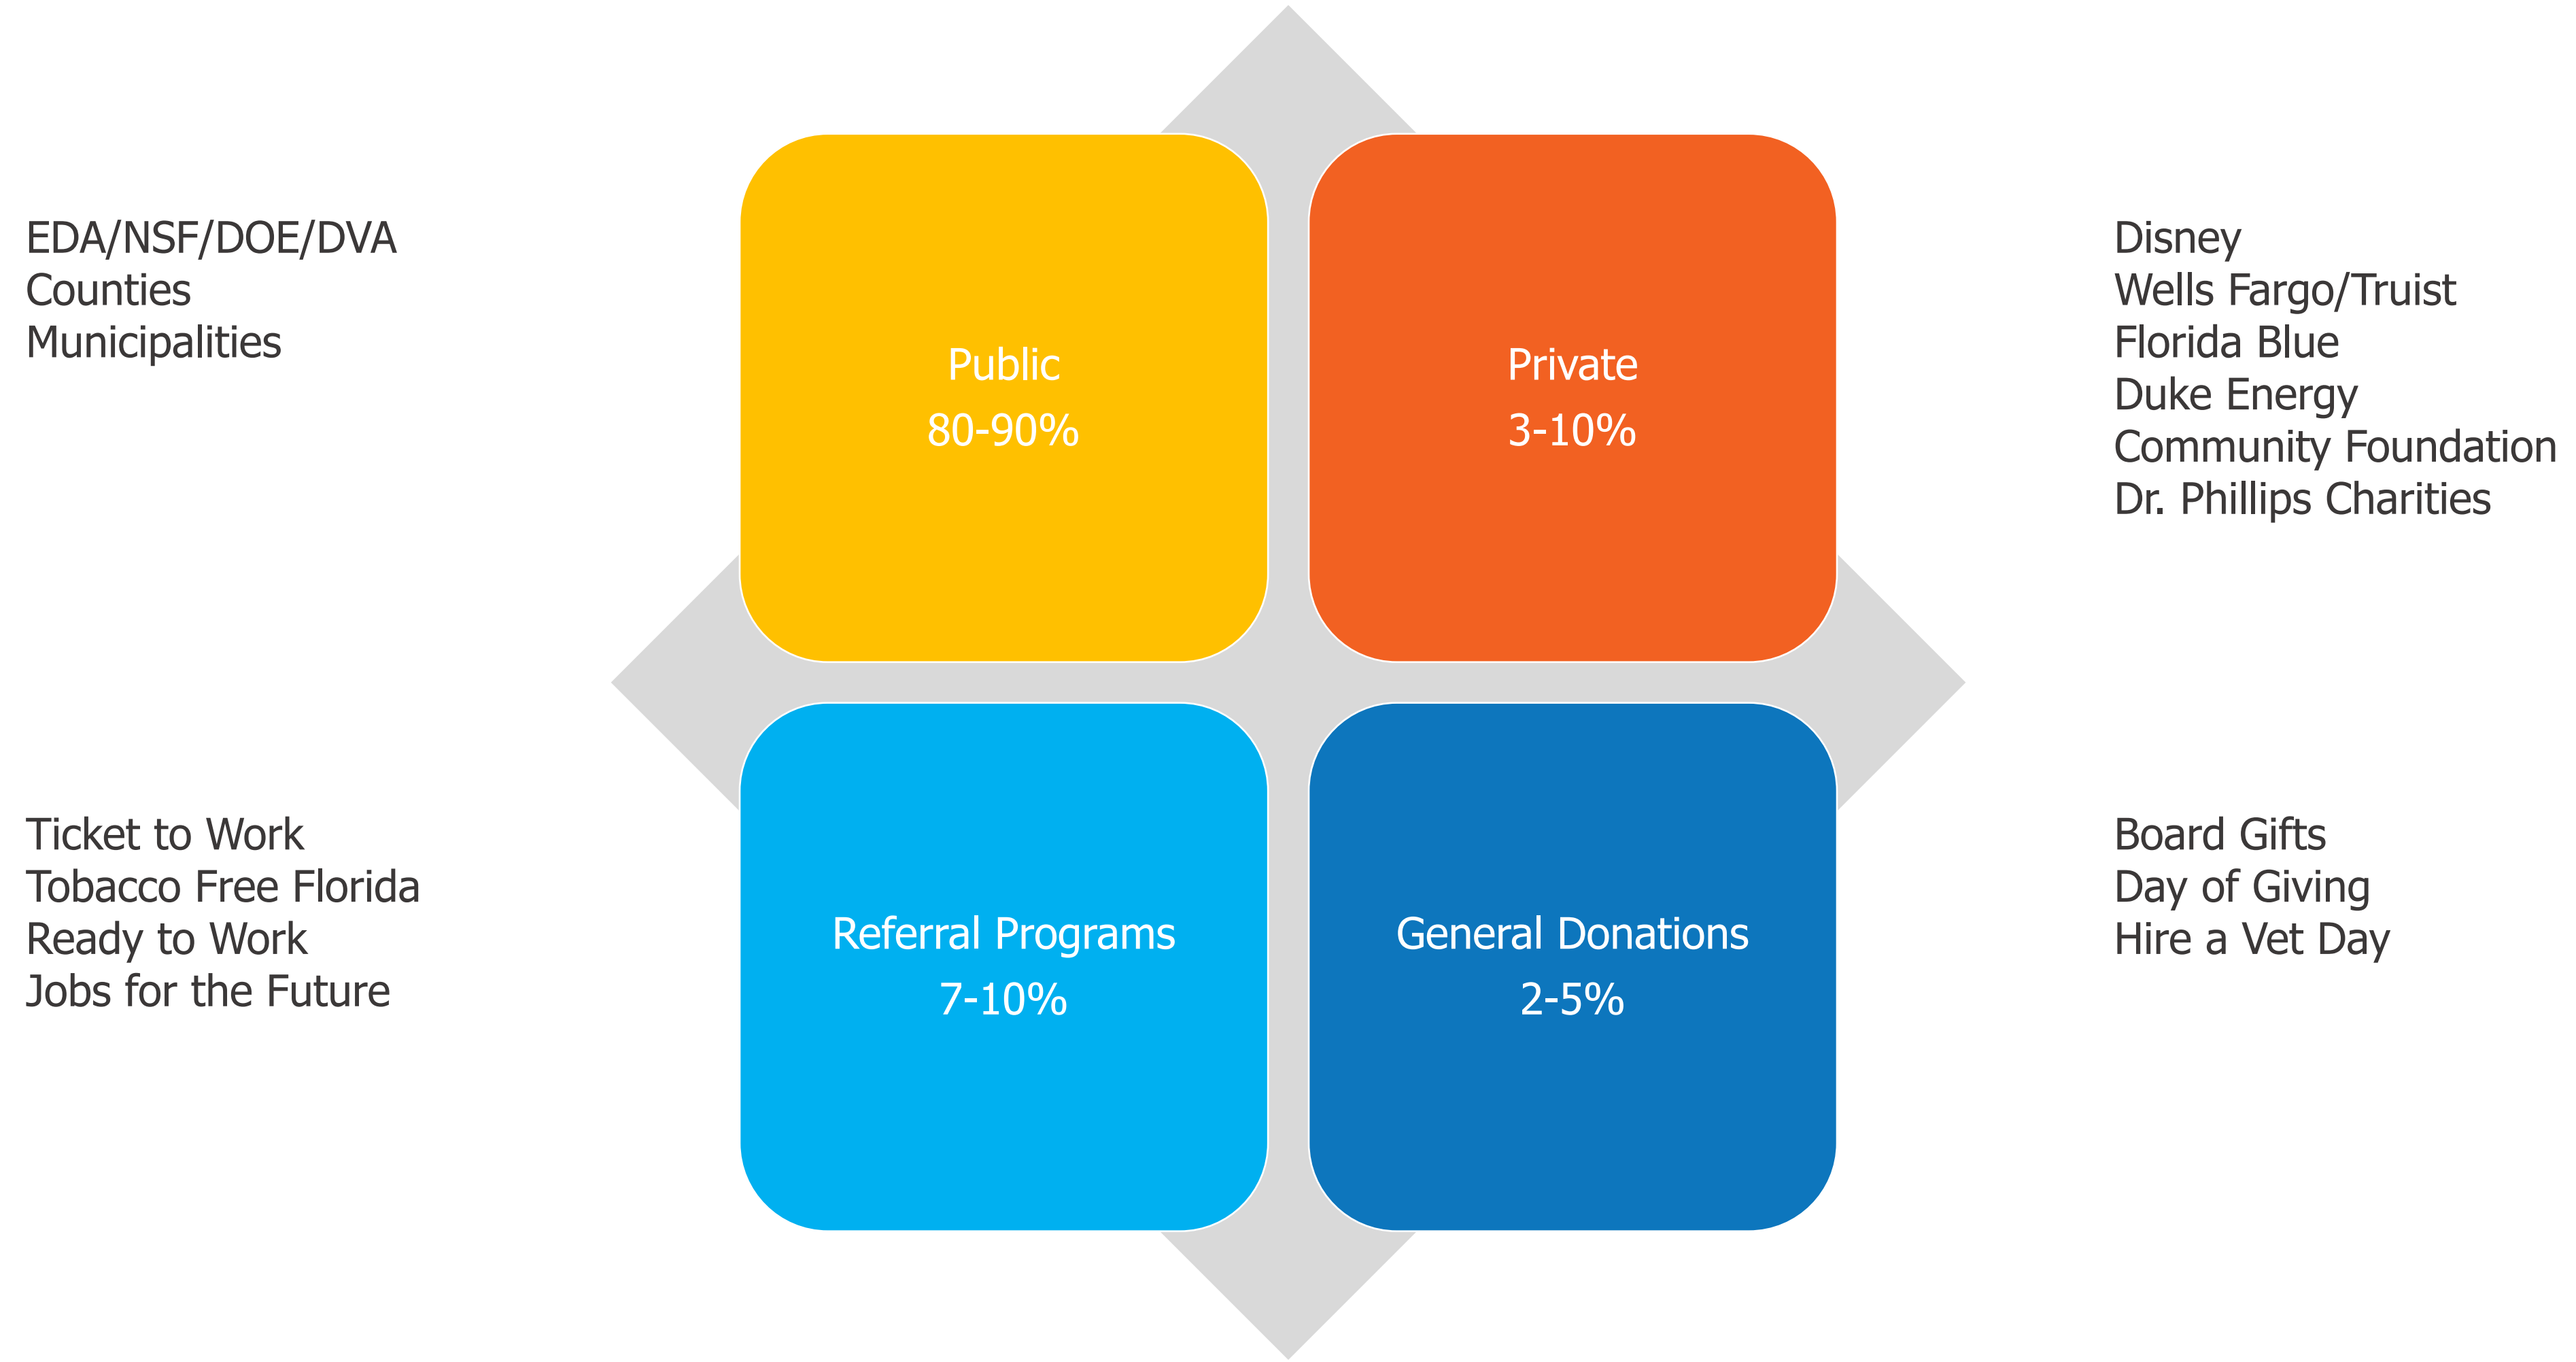 EDA/NSF/DOE/DVA
Counties
Municipalities
Public
80-90%
Private
3-10%
Disney
Wells Fargo/Truist
Florida Blue
Duke Energy
Community Foundation
Dr. Phillips Charities
Ticket to Work
Tobacco Free Florida
Ready to Work
Jobs for the Future
Referral Programs
7-10%
General Donations
2-5%
Board Gifts
Day of Giving
Hire a Vet Day